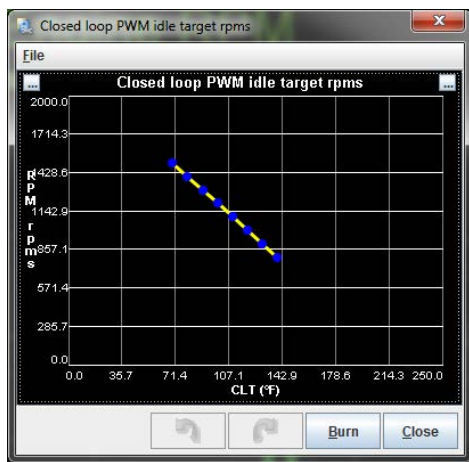 Closed loop PWM idle target rpms
File
... Closed loop PWM idle target rpms ...
2000.0
1714.3
1428.6
1142.9
857.1
571.4
285.7
0.0
RPM rpms
0.0 35.7 71.4 107.1 142.9 178.6 214.3 250.0
CLT (°F)
Burn Close